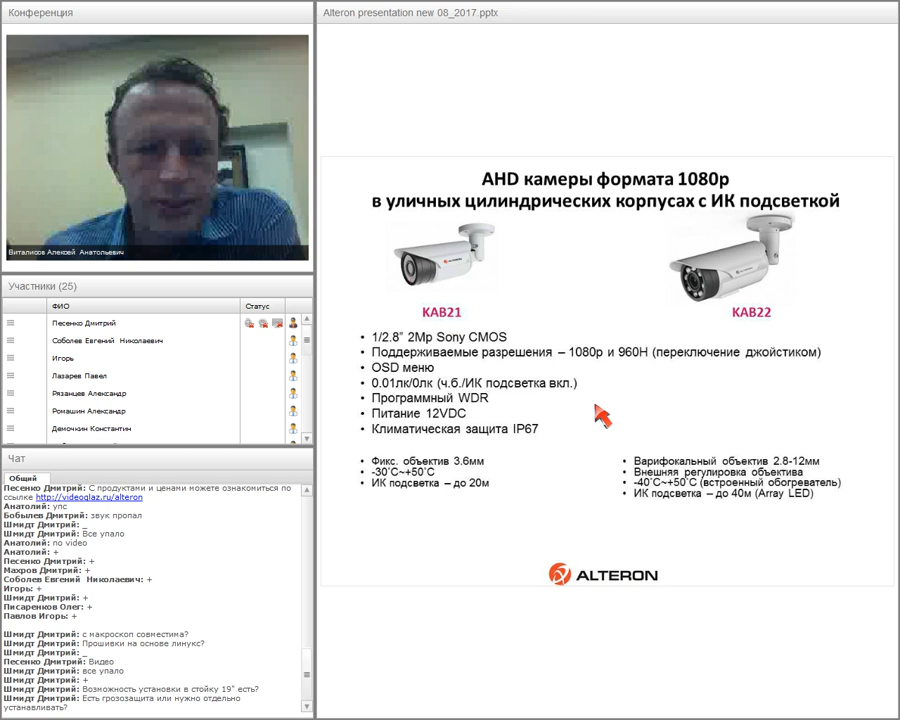 Конференция
Виталисов Алексей Анатольевич
Участники (25)
ФИО Статус
Песенко Дмитрий
Соболев Евгений Николаевич
Игорь
Лазарев Павел
Рязанцев Александр
Ромашин Александр
Демочкин Константин
Чат
Общий
Песенко Дмитрий: С продуктами и ценами можете ознакомиться по
ссылке http://videoglaz.ru/alteron
Анатолий: упс
Бобылев Дмитрий: звук пропал
Шмидт Дмитрий: _
Шмидт Дмитрий: Все упало
Анатолий: no video
Анатолий: +
Песенко Дмитрий: +
Махров Дмитрий: +
Соболев Евгений Николаевич: +
Игорь: +
Шмидт Дмитрий: +
Писаренков Олег: +
Павлов Игорь: +
Шмидт Дмитрий: с макроскоп совместима?
Шмидт Дмитрий: Прошивки на основе линукс?
Шмидт Дмитрий: _
Песенко Дмитрий: Видео
Шмидт Дмитрий: все упало
Шмидт Дмитрий: +
Шмидт Дмитрий: Возможность установки в стойку 19" есть?
Шмидт Дмитрий: Есть грозозащита или нужно отдельно
устанавливать?
Alteron presentation new 08_2017.pptx
AHD камеры формата 1080p
в уличных цилиндрических корпусах с ИК подсветкой
KAB21
KAB22
• 1/2.8” 2Mp Sony CMOS
• Поддерживаемые разрешения – 1080p и 960H (переключение джойстиком)
• OSD меню
• 0.01лк/0лк (ч.б./ИК подсветка вкл.)
• Программный WDR
• Питание 12VDC
• Климатическая защита IP67
• Фикс. объектив 3.6мм
• -30˚C~+50˚C
• ИК подсветка – до 20м
• Варифокальный объектив 2.8-12мм
• Внешняя регулировка объектива
• -40˚C~+50˚C (встроенный обогреватель)
• ИК подсветка – до 40м (Array LED)
ALTERON